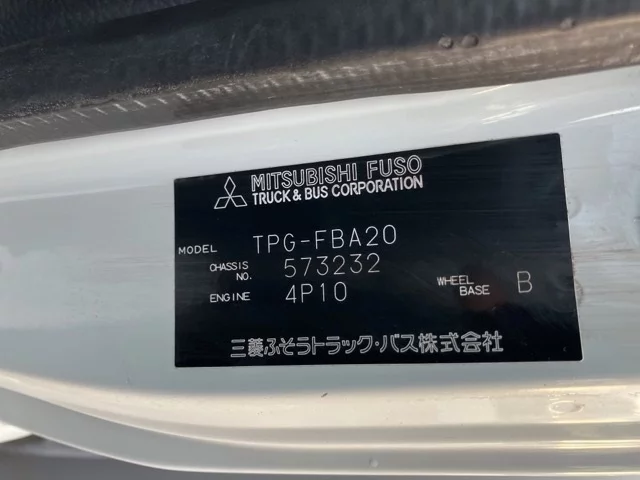 MITSUBISHI FUSO
TRUCK & BUS CORPORATION
MODEL TPG-FBA20
CHASSIS NO. 573232
ENGINE 4P10 WHEEL BASE B
三菱ふそうトラック・バス株式会社